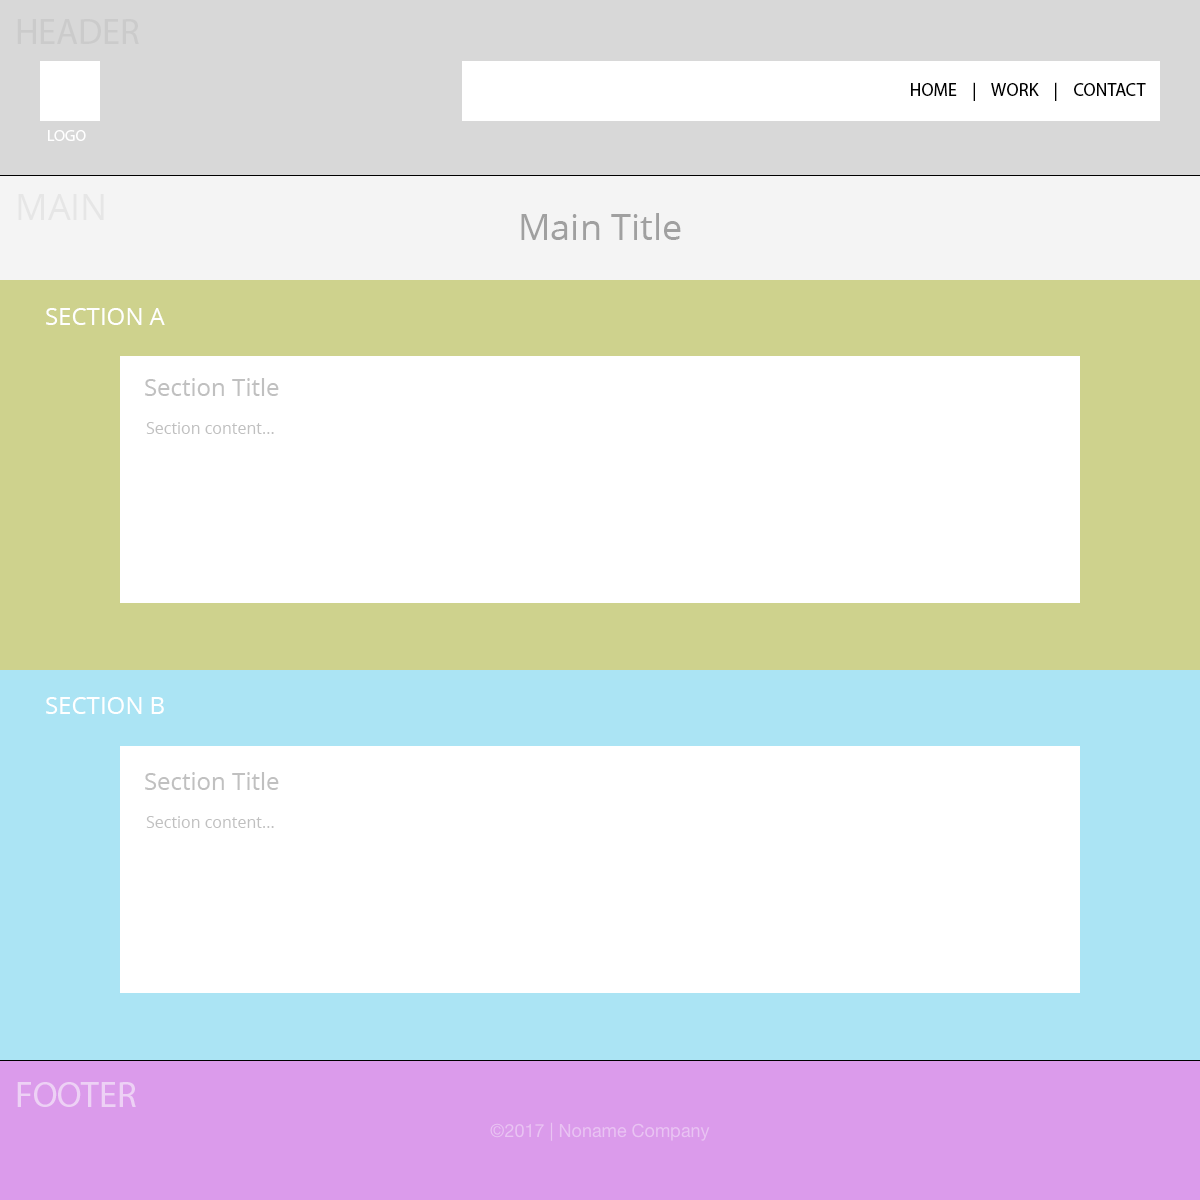 HEADER
LOGO
HOME | WORK | CONTACT
MAIN
Main Title
SECTION A
Section Title
Section content...
SECTION B
Section Title
Section content...
FOOTER
©2017 | Noname Company